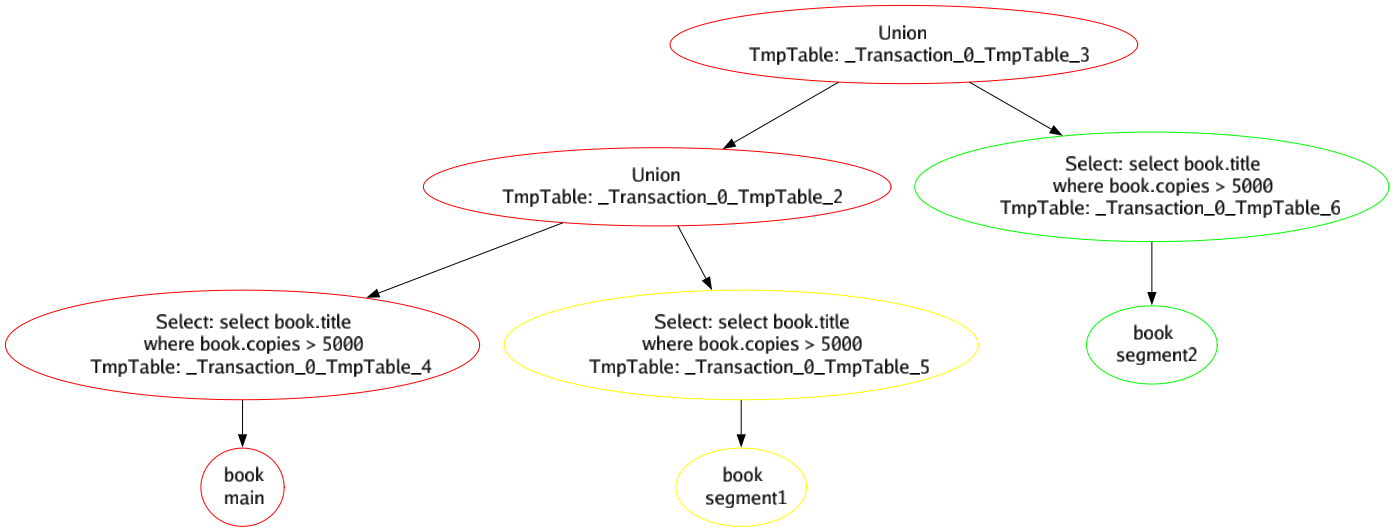 Union
TmpTable: _Transaction_0_TmpTable_3
Union
TmpTable: _Transaction_0_TmpTable_2
Select: select book.title
where book.copies > 5000
TmpTable: _Transaction_0_TmpTable_6
Select: select book.title
where book.copies > 5000
TmpTable: _Transaction_0_TmpTable_4
Select: select book.title
where book.copies > 5000
TmpTable: _Transaction_0_TmpTable_5
book
segment2
book
main
book
segment1